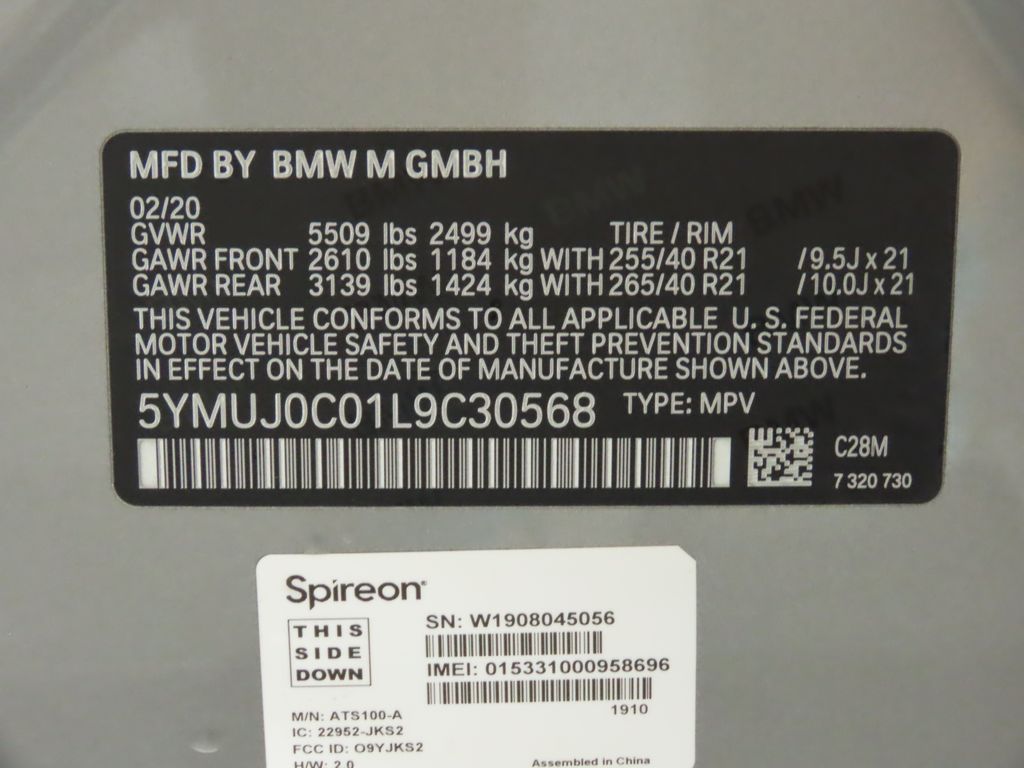 MFD BY BMW M GMBH
02/20
GVWR 5509 lbs 2499 kg TIRE / RIM
GAWR FRONT 2610 lbs 1184 kg WITH 255/40 R21 /9.5J x 21
GAWR REAR 3139 lbs 1424 kg WITH 265/40 R21 /10.0J x 21
THIS VEHICLE CONFORMS TO ALL APPLICABLE U. S. FEDERAL
MOTOR VEHICLE SAFETY AND THEFT PREVENTION STANDARDS
IN EFFECT ON THE DATE OF MANUFACTURE SHOWN ABOVE.
5YMUJ0C01L9C30568 TYPE: MPV
C28M
7 320 730
Spireon
THIS
SIDE
DOWN
SN: W1908045056
IMEI: 015331000958696
1910
M/N: ATS100-A
IC: 22952-JKS2
FCC ID: O9YJKS2
H/W: 2.0
Assembled in China